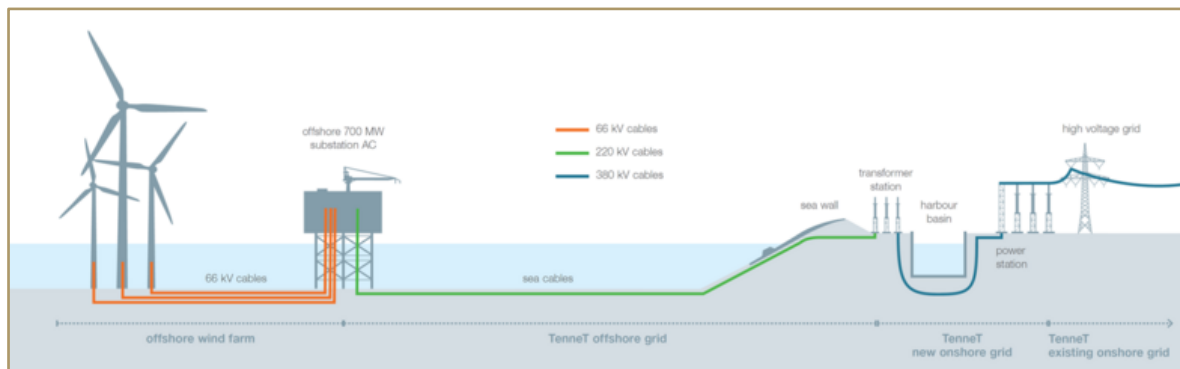 offshore 700 MW
substation AC
66 kV cables
220 kV cables
380 kV cables
high voltage grid
transformer
station
harbour
basin
sea wall
power
station
66 kV cables
sea cables
offshore wind farm
TenneT offshore grid
TenneT
new onshore grid
TenneT
existing onshore grid